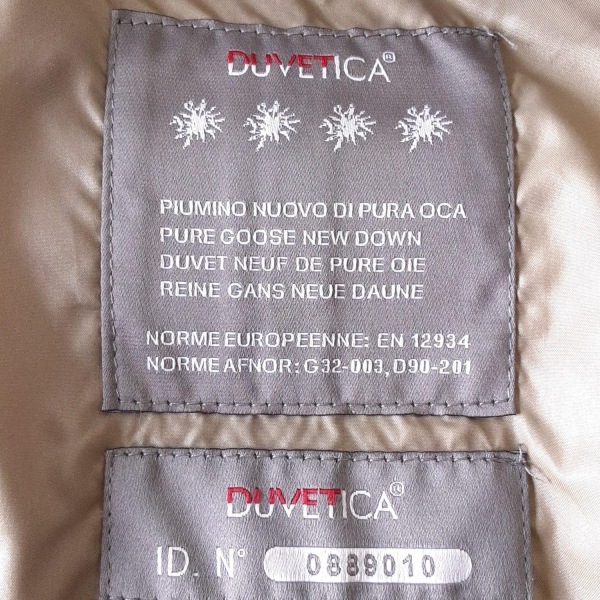 DUVETICA®
PIUMINO NUOVO DI PURA OCA
PURE GOOSE NEW DOWN
DUVET NEUF DE PURE OIE
REINE GANS NEUE DAUNE
NORME EUROPEENNE: EN 12934
NORME AFNOR: G32-003, D90-201
DUVETICA®
ID. N° 0889010